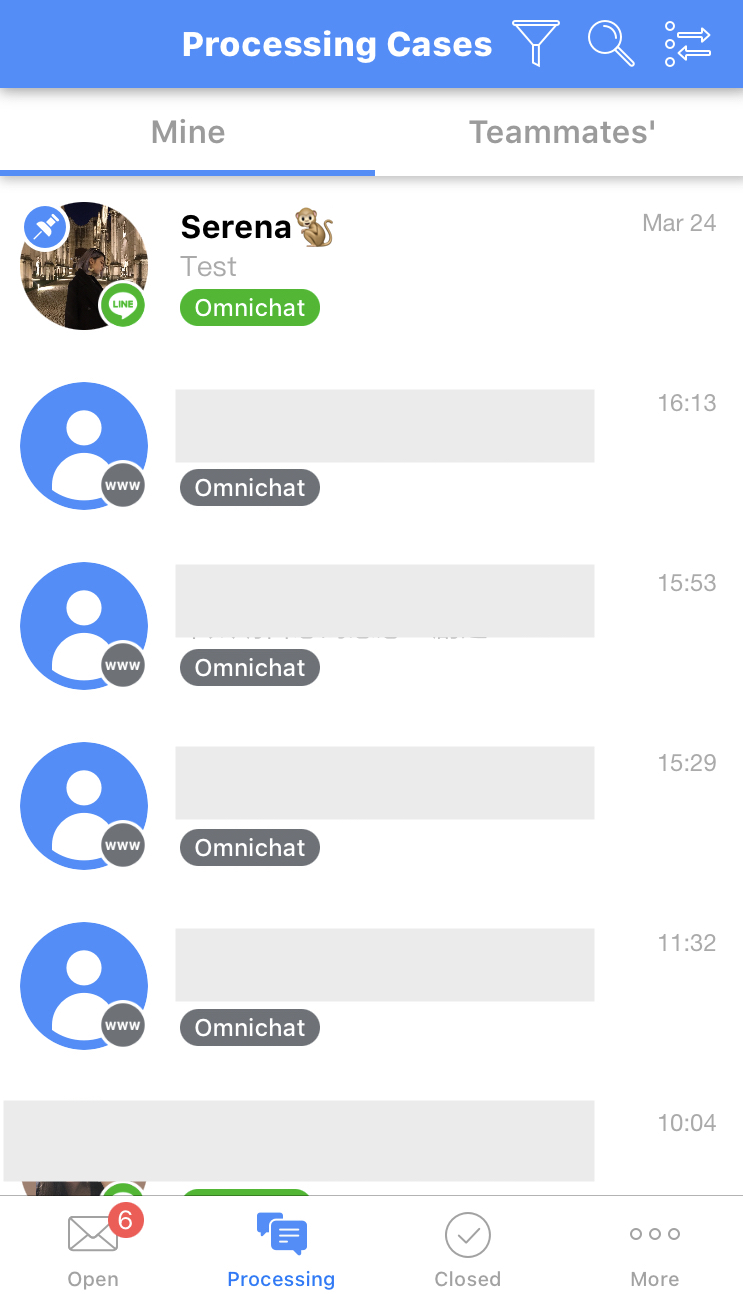 Processing Cases
Mine
Teammates'
Serena🐒
Mar 24
Test
LINE
Omnichat
16:13
www
Omnichat
15:53
www
Omnichat
15:29
www
Omnichat
11:32
www
Omnichat
10:04
6
Open
Processing
Closed
More